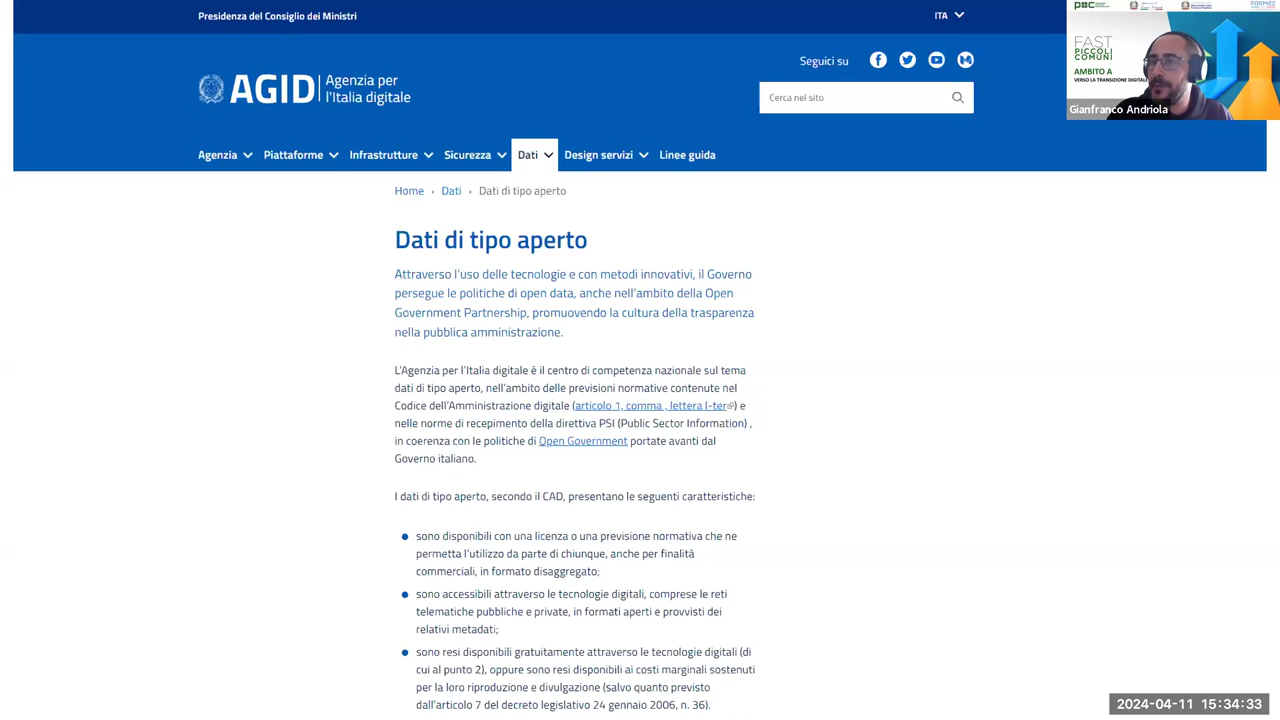 Presidenza del Consiglio dei Ministri
ITA
Seguici su
AGID
Agenzia per
l'Italia digitale
Cerca nel sito
Agenzia
Piattaforme
Infrastrutture
Sicurezza
Dati
Design servizi
Linee guida
Home › Dati › Dati di tipo aperto
Dati di tipo aperto
Attraverso l'uso delle tecnologie e con metodi innovativi, il Governo
persegue le politiche di open data, anche nell'ambito della Open
Government Partnership, promuovendo la cultura della trasparenza
nella pubblica amministrazione.
L'Agenzia per l'Italia digitale è il centro di competenza nazionale sul tema
dati di tipo aperto, nell'ambito delle previsioni normative contenute nel
Codice dell'Amministrazione digitale (articolo 1, comma , lettera l-ter) e
nelle norme di recepimento della direttiva PSI (Public Sector Information) ,
in coerenza con le politiche di Open Government portate avanti dal
Governo italiano.
I dati di tipo aperto, secondo il CAD, presentano le seguenti caratteristiche:
sono disponibili con una licenza o una previsione normativa che ne
permetta l'utilizzo da parte di chiunque, anche per finalità
commerciali, in formato disaggregato;
sono accessibili attraverso le tecnologie digitali, comprese le reti
telematiche pubbliche e private, in formati aperti e provvisti dei
relativi metadati;
sono resi disponibili gratuitamente attraverso le tecnologie digitali (di
cui al punto 2), oppure sono resi disponibili ai costi marginali sostenuti
per la loro riproduzione e divulgazione (salvo quanto previsto
dall'articolo 7 del decreto legislativo 24 gennaio 2006, n. 36).
FORMEZ
FAST
PICCOLI
COMUNI
AMBITO A
VERSO LA TRANSIZIONE DIGITALE
Gianfranco Andriola
2024-04-11 15:34:33